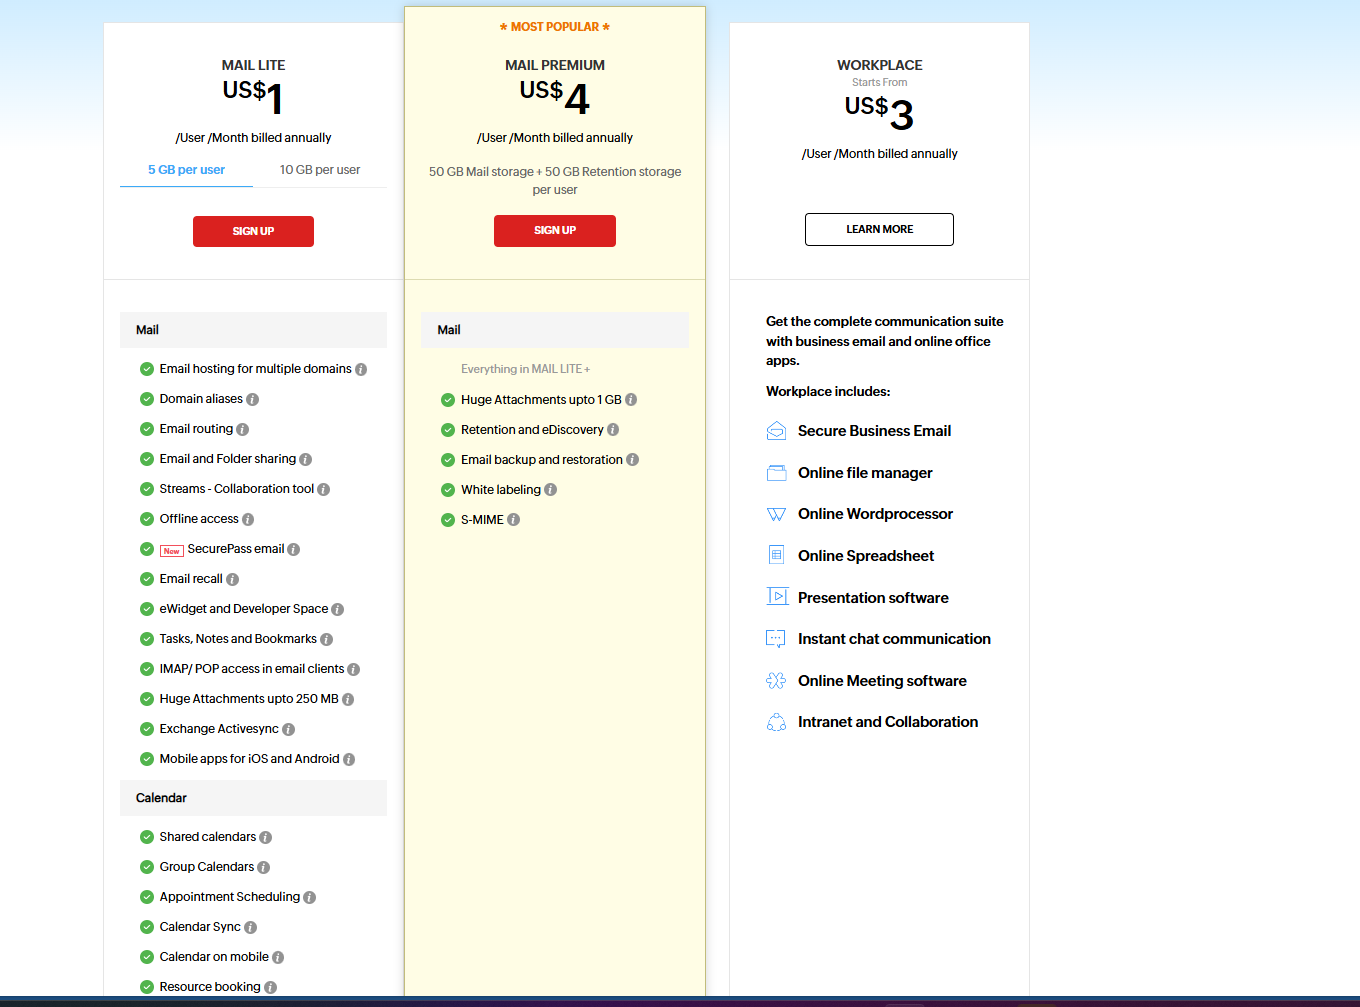 MAIL LITE
US$1
/User /Month billed annually
5 GB per user
10 GB per user
SIGN UP
Mail
Email hosting for multiple domains
Domain aliases
Email routing
Email and Folder sharing
Streams - Collaboration tool
Offline access
New SecurePass email
Email recall
eWidget and Developer Space
Tasks, Notes and Bookmarks
IMAP/ POP access in email clients
Huge Attachments upto 250 MB
Exchange Activesync
Mobile apps for iOS and Android
Calendar
Shared calendars
Group Calendars
Appointment Scheduling
Calendar Sync
Calendar on mobile
Resource booking
* MOST POPULAR *
MAIL PREMIUM
US$4
/User /Month billed annually
50 GB Mail storage + 50 GB Retention storage
per user
SIGN UP
Mail
Everything in MAIL LITE +
Huge Attachments upto 1 GB
Retention and eDiscovery
Email backup and restoration
White labeling
S-MIME
WORKPLACE
Starts From
US$3
/User /Month billed annually
LEARN MORE
Get the complete communication suite
with business email and online office
apps.
Workplace includes:
Secure Business Email
Online file manager
Online Wordprocessor
Online Spreadsheet
Presentation software
Instant chat communication
Online Meeting software
Intranet and Collaboration